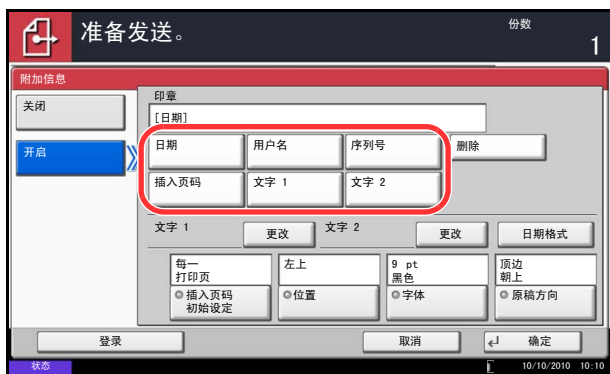 准备发送。
份数
1
附加信息
关闭
开启
印章
[日期]
日期
用户名
序列号
删除
插入页码
文字 1
文字 2
文字 1
更改
文字 2
更改
日期格式
每一
打印页
左上
9 pt
黑色
顶边
朝上
插入页码
初始设定
位置
字体
原稿方向
登录
取消
确定
状态
10/10/2010 10:10